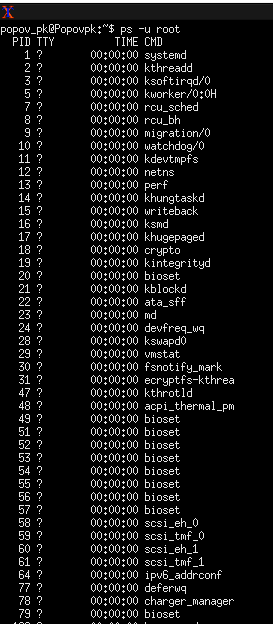 popov_pk@Popovpk:~$ ps -u root
PID TTY TIME CMD
1 ? 00:00:00 systemd
2 ? 00:00:00 kthreadd
3 ? 00:00:00 ksoftirqd/0
5 ? 00:00:00 kworker/0:0H
7 ? 00:00:00 rcu_sched
8 ? 00:00:00 rcu_bh
9 ? 00:00:00 migration/0
10 ? 00:00:00 watchdog/0
11 ? 00:00:00 kdevtmpfs
12 ? 00:00:00 netns
13 ? 00:00:00 perf
14 ? 00:00:00 khungtaskd
15 ? 00:00:00 writeback
16 ? 00:00:00 ksmd
17 ? 00:00:00 khugepaged
18 ? 00:00:00 crypto
19 ? 00:00:00 kintegrityd
20 ? 00:00:00 bioset
21 ? 00:00:00 kblockd
22 ? 00:00:00 ata_sff
23 ? 00:00:00 md
24 ? 00:00:00 devfreq_wq
28 ? 00:00:00 kswapd0
29 ? 00:00:00 vmstat
30 ? 00:00:00 fsnotify_mark
31 ? 00:00:00 ecryptfs-kthrea
47 ? 00:00:00 kthrotld
48 ? 00:00:00 acpi_thermal_pm
49 ? 00:00:00 bioset
50 ? 00:00:00 bioset
51 ? 00:00:00 bioset
52 ? 00:00:00 bioset
53 ? 00:00:00 bioset
54 ? 00:00:00 bioset
55 ? 00:00:00 bioset
56 ? 00:00:00 bioset
57 ? 00:00:00 bioset
58 ? 00:00:00 scsi_eh_0
59 ? 00:00:00 scsi_tmf_0
60 ? 00:00:00 scsi_eh_1
61 ? 00:00:00 scsi_tmf_1
64 ? 00:00:00 ipv6_addrconf
77 ? 00:00:00 deferwq
78 ? 00:00:00 charger_manager
79 ? 00:00:00 bioset